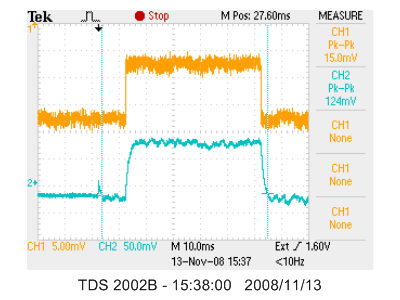 Tek Stop M Pos: 27.60ms MEASURE
CH1
Pk-Pk
15.0mV
CH2
Pk-Pk
124mV
CH1
None
CH1
None
CH1
None
1
2
CH1 5.00mV CH2 50.0mV M 10.0ms Ext 1.60V
13-Nov-08 15:37 <10Hz
TDS 2002B - 15:38:00 2008/11/13